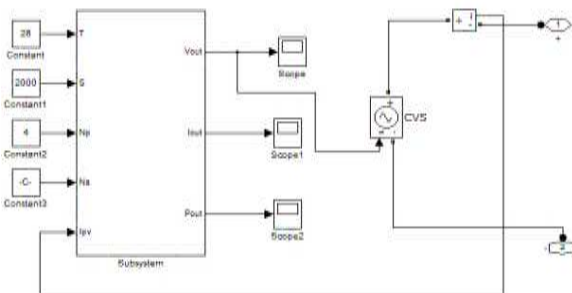 28
Constant
2000
Constant1
4
Constant2
-C-
Constant3
T
S
Np
Ns
Ipv
Vout
Iout
Pout
Subsystem
Scope
Scope1
Scope2
CVS
+
-
+
i
-
1
+
2
-